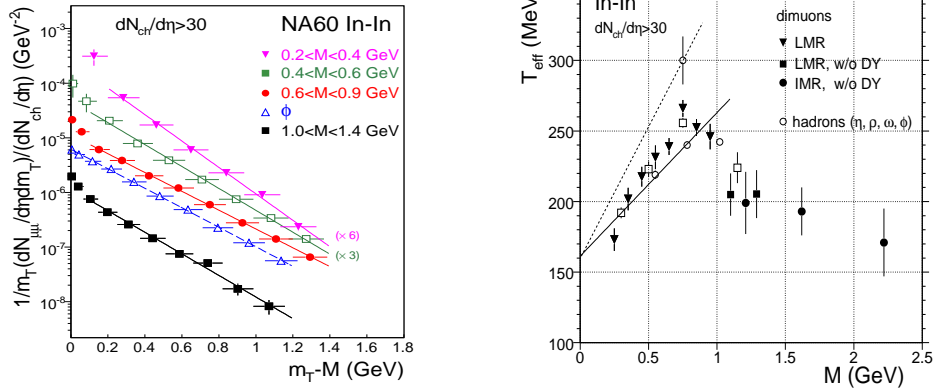 dN_ch/dη>30
NA60 In-In
0.2<M<0.4 GeV
0.4<M<0.6 GeV
0.6<M<0.9 GeV
ϕ
1.0<M<1.4 GeV
(× 6)
(× 3)
1/m_T(dN_μμ/dηdm_T)/(dN_ch/dη) (GeV^-2)
10^-3
10^-4
10^-5
10^-6
10^-7
10^-8
0 0.2 0.4 0.6 0.8 1 1.2 1.4 1.6 1.8
m_T-M (GeV)
In-In
dN_ch/dη>30
dimuons
LMR
LMR, w/o DY
IMR, w/o DY
hadrons (η, ρ, ω, ϕ)
T_eff (MeV
300
250
200
150
100
0 0.5 1 1.5 2 2.5
M (GeV)